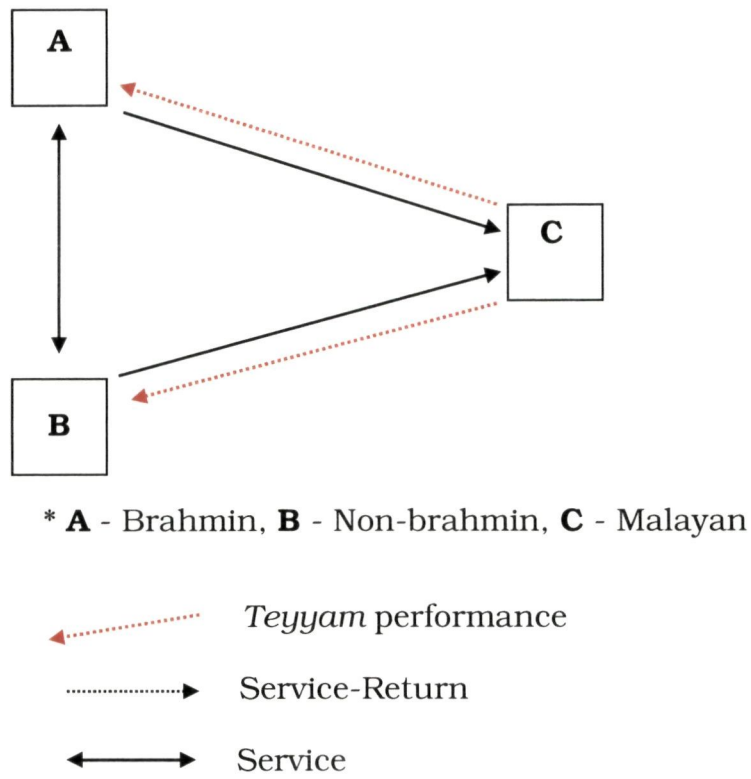 A
C
B
* A - Brahmin, B - Non-brahmin, C - Malayan
Teyyam performance
Service-Return
Service